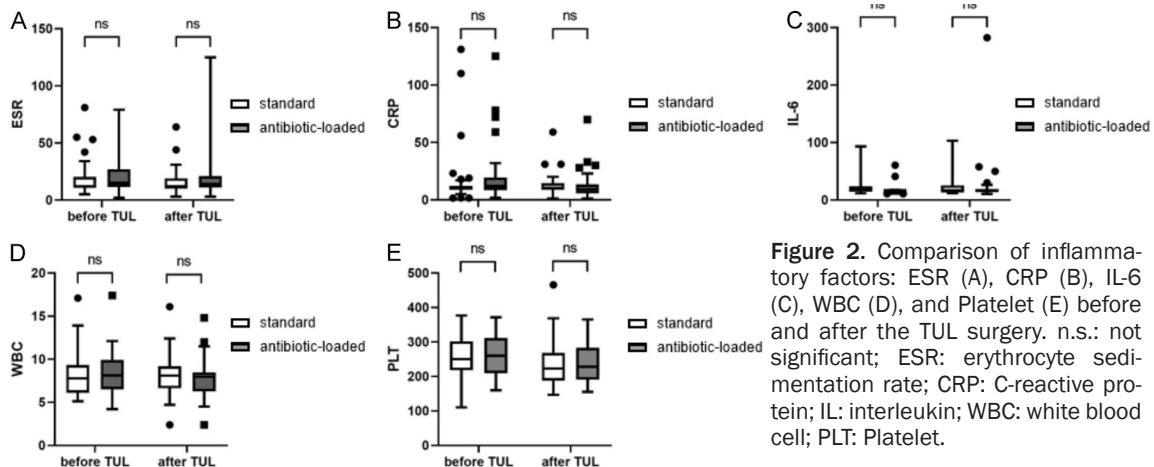 A
ns
ns
150
100
50
0
ESR
before TUL
after TUL
standard
antibiotic-loaded
B
ns
ns
150
100
50
0
CRP
before TUL
after TUL
standard
antibiotic-loaded
C
ns
ns
300
200
100
0
IL-6
before TUL
after TUL
standard
antibiotic-loaded
D
ns
ns
20
15
10
5
0
WBC
before TUL
after TUL
standard
antibiotic-loaded
E
ns
ns
500
400
300
200
100
0
PLT
before TUL
after TUL
standard
antibiotic-loaded
Figure 2. Comparison of inflamma-
tory factors: ESR (A), CRP (B), IL-6
(C), WBC (D), and Platelet (E) before
and after the TUL surgery. n.s.: not
significant; ESR: erythrocyte sedi-
mentation rate; CRP: C-reactive pro-
tein; IL: interleukin; WBC: white blood
cell; PLT: Platelet.